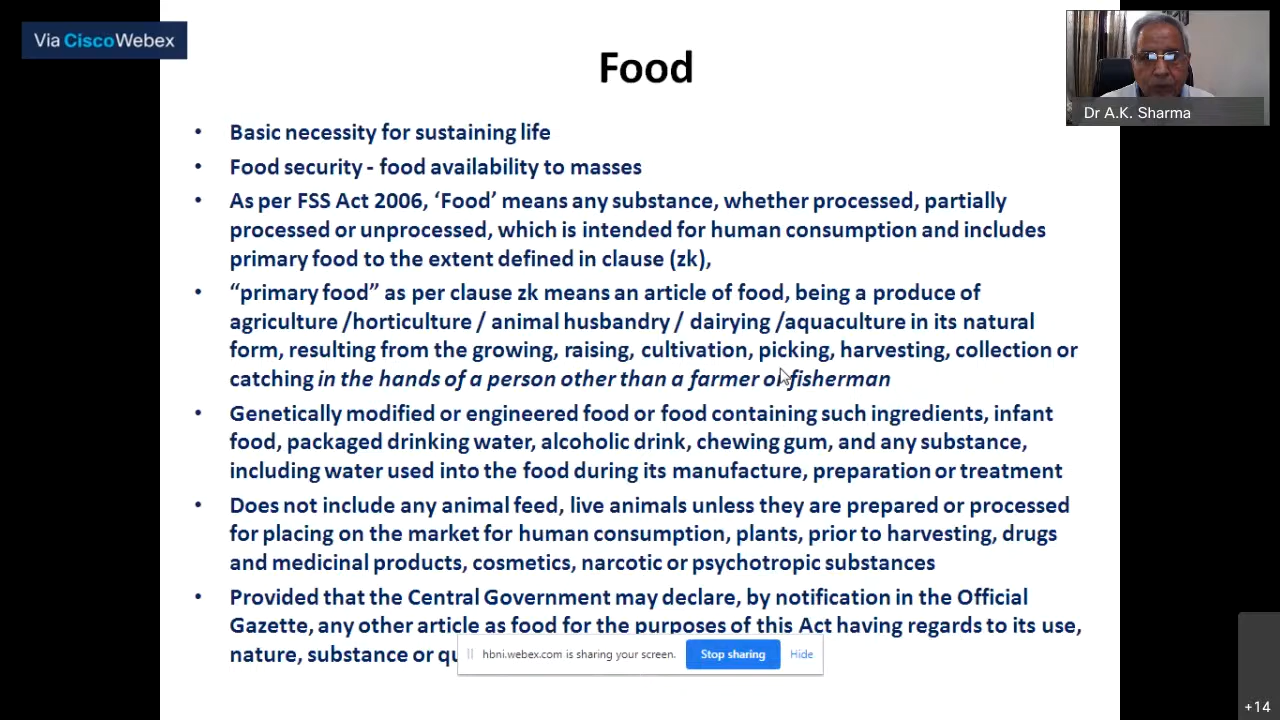 Via CiscoWebex
Food
Dr A.K. Sharma
• Basic necessity for sustaining life
• Food security - food availability to masses
• As per FSS Act 2006, ‘Food’ means any substance, whether processed, partially
processed or unprocessed, which is intended for human consumption and includes
primary food to the extent defined in clause (zk),
• “primary food” as per clause zk means an article of food, being a produce of
agriculture /horticulture / animal husbandry / dairying /aquaculture in its natural
form, resulting from the growing, raising, cultivation, picking, harvesting, collection or
catching in the hands of a person other than a farmer or fisherman
• Genetically modified or engineered food or food containing such ingredients, infant
food, packaged drinking water, alcoholic drink, chewing gum, and any substance,
including water used into the food during its manufacture, preparation or treatment
• Does not include any animal feed, live animals unless they are prepared or processed
for placing on the market for human consumption, plants, prior to harvesting, drugs
and medicinal products, cosmetics, narcotic or psychotropic substances
• Provided that the Central Government may declare, by notification in the Official
Gazette, any other article as food for the purposes of this Act having regards to its use,
nature, substance or
hbni.webex.com is sharing your screen. Stop sharing Hide
+14